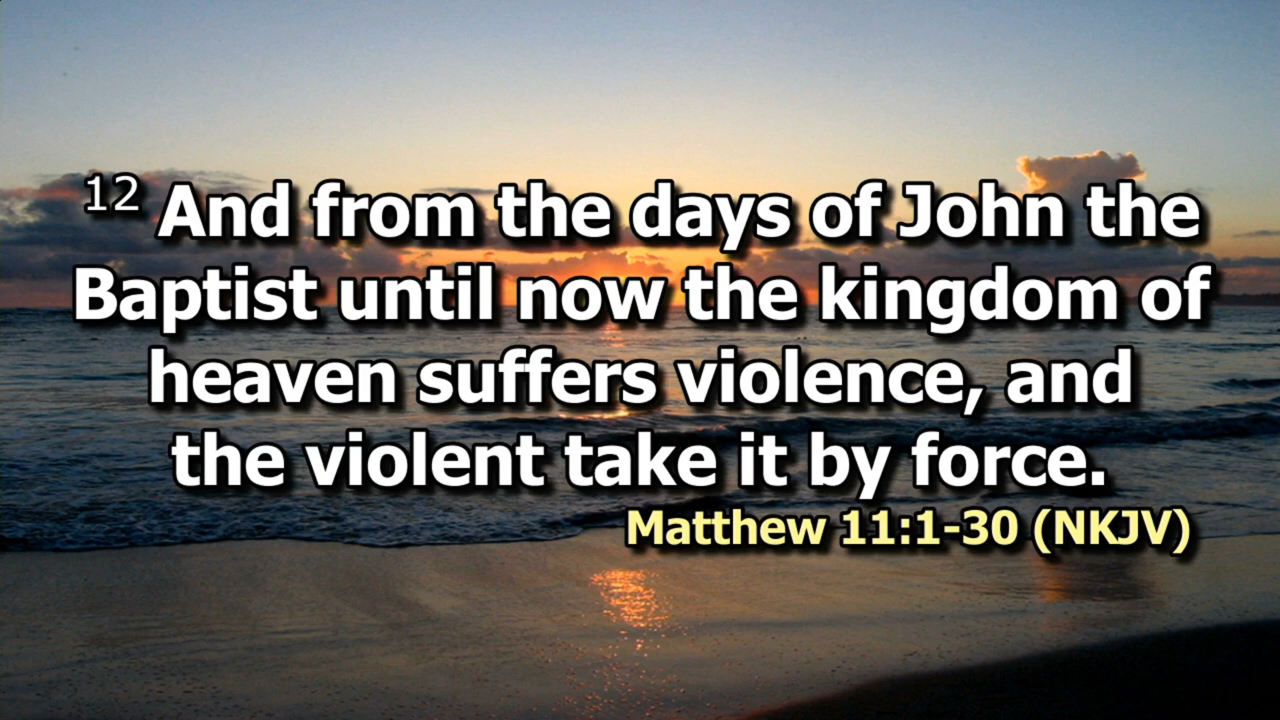 12 And from the days of John the
Baptist until now the kingdom of
heaven suffers violence, and
the violent take it by force.
Matthew 11:1-30 (NKJV)